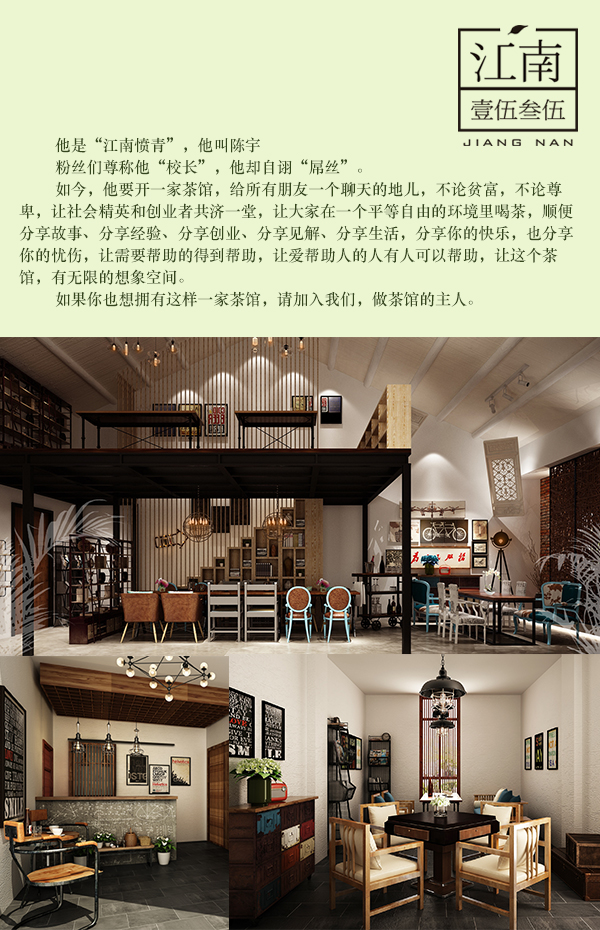 江南
壹伍叁伍
JIANG NAN
他是“江南愤青”，他叫陈宇
粉丝们尊称他“校长”，他却自诩“屌丝”。
如今，他要开一家茶馆，给所有朋友一个聊天的地儿，不论贫富，不论尊
卑，让社会精英和创业者共济一堂，让大家在一个平等自由的环境里喝茶，顺便
分享故事、分享经验、分享创业、分享见解、分享生活，分享你的快乐，也分享
你的忧伤，让需要帮助的得到帮助，让爱帮助人的人有人可以帮助，让这个茶
馆，有无限的想象空间。
如果你也想拥有这样一家茶馆，请加入我们，做茶馆的主人。